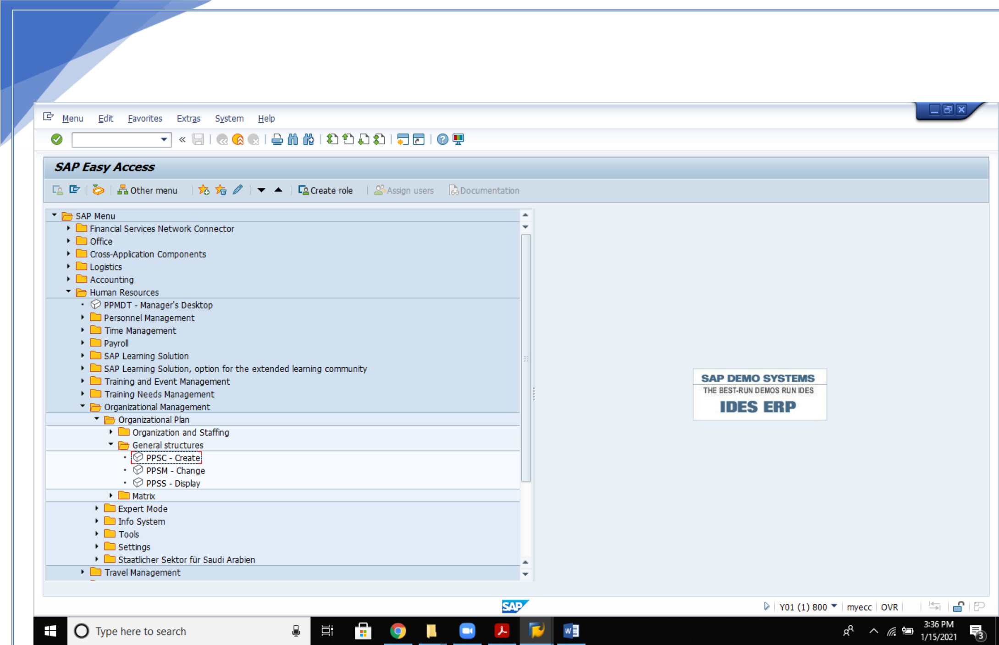 Menu Edit Favorites Extras System Help
SAP Easy Access
Other menu Create role Assign users Documentation
SAP Menu
Financial Services Network Connector
Office
Cross-Application Components
Logistics
Accounting
Human Resources
PPMDT - Manager's Desktop
Personnel Management
Time Management
Payroll
SAP Learning Solution
SAP Learning Solution, option for the extended learning community
Training and Event Management
Training Needs Management
Organizational Management
Organizational Plan
Organization and Staffing
General structures
PPSC - Create
PPSM - Change
PPSS - Display
Matrix
Expert Mode
Info System
Tools
Settings
Staatlicher Sektor für Saudi Arabien
Travel Management
SAP DEMO SYSTEMS
THE BEST-RUN DEMOS RUN IDES
IDES ERP
SAP
Y01 (1) 800 myecc OVR
Type here to search
3:36 PM
1/15/2021
3